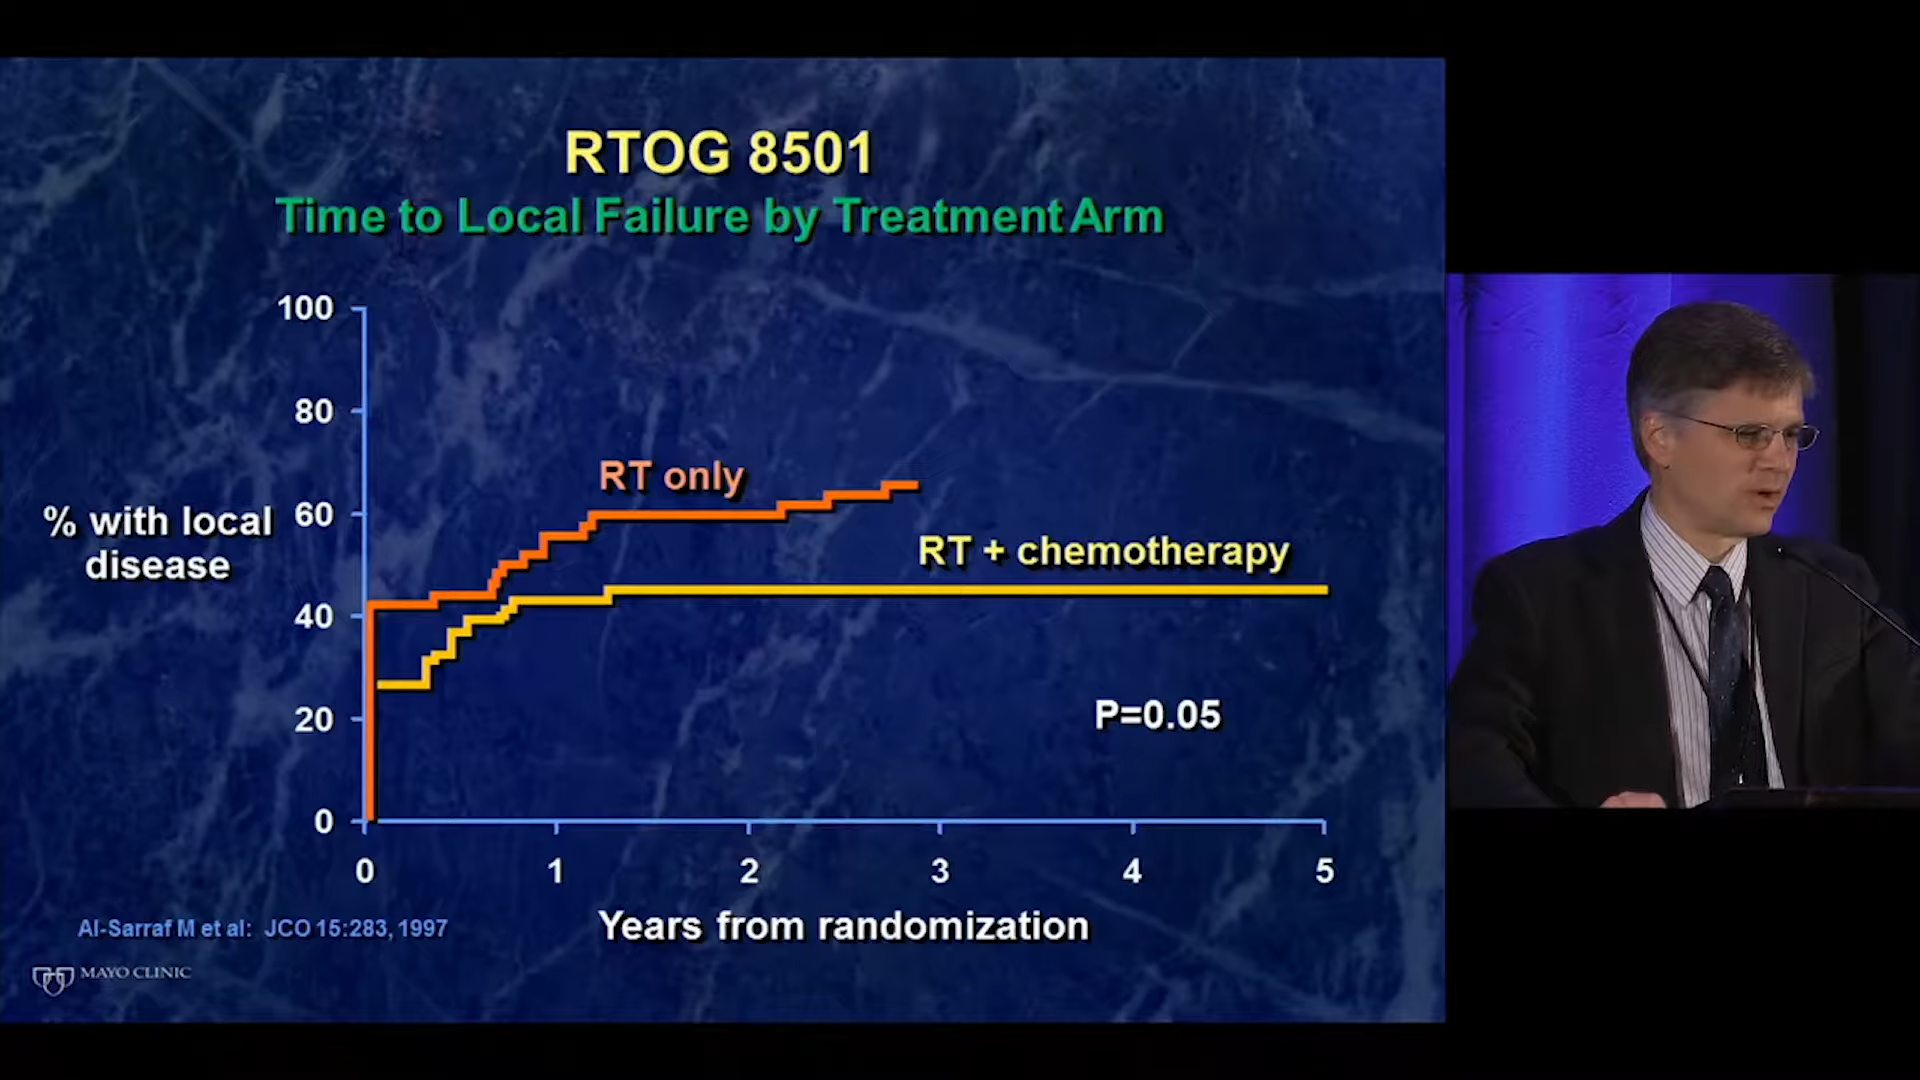 RTOG 8501
Time to Local Failure by Treatment Arm
100
80
60
40
20
0
% with local
disease
RT only
RT + chemotherapy
P=0.05
0 1 2 3 4 5
Years from randomization
Al-Sarraf M et al: JCO 15:283, 1997
MAYO CLINIC